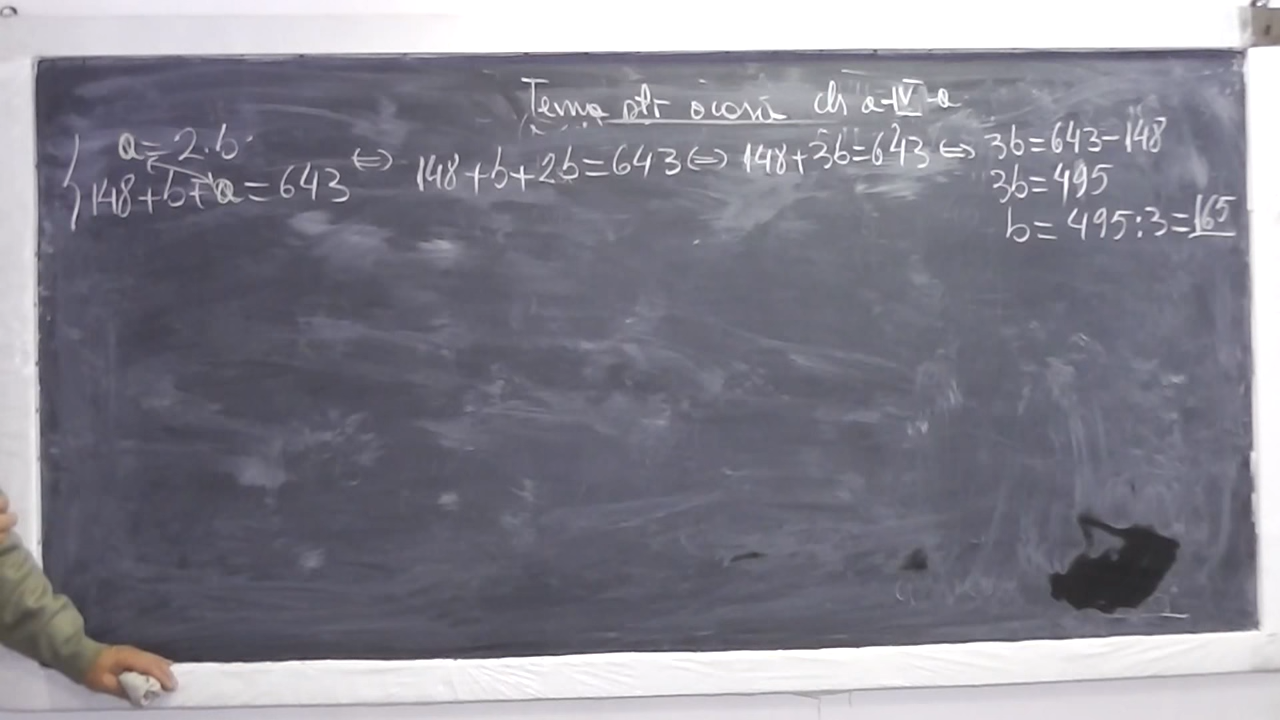 Tema ptr acasă cls a-IV-a
a=2.b
148+b+a=643
<=> 148+b+2b=643 <=> 148+3b=643 <=> 3b=643-148
3b=495
b=495:3=165